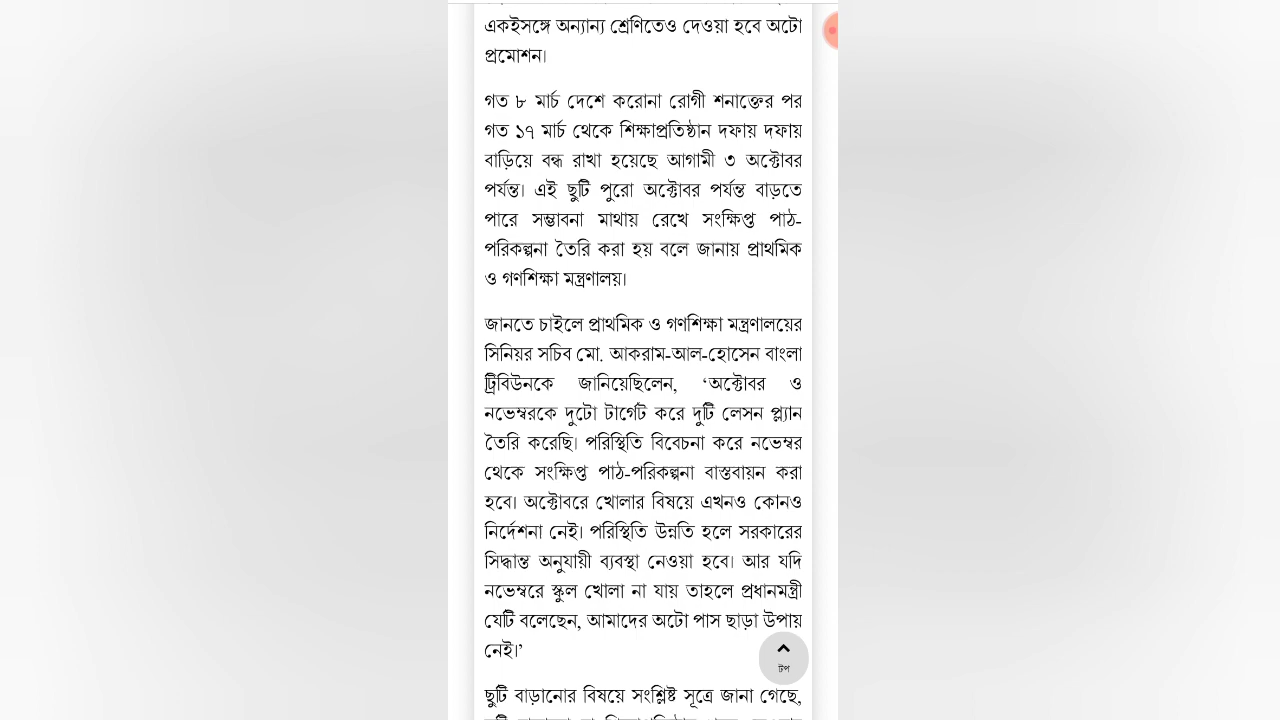 একইসঙ্গে অন্যান্য শ্রেণিতেও দেওয়া হবে অটো
প্রমোশন।
গত ৮ মার্চ দেশে করোনা রোগী শনাক্তের পর
গত ১৭ মার্চ থেকে শিক্ষাপ্রতিষ্ঠান দফায় দফায়
বাড়িয়ে বন্ধ রাখা হয়েছে আগামী ৩ অক্টোবর
পর্যন্ত। এই ছুটি পুরো অক্টোবর পর্যন্ত বাড়তে
পারে সম্ভাবনা মাথায় রেখে সংক্ষিপ্ত পাঠ-
পরিকল্পনা তৈরি করা হয় বলে জানায় প্রাথমিক
ও গণশিক্ষা মন্ত্রণালয়।
জানতে চাইলে প্রাথমিক ও গণশিক্ষা মন্ত্রণালয়ের
সিনিয়র সচিব মো. আকরাম-আল-হোসেন বাংলা
ট্রিবিউনকে জানিয়েছিলেন, ‘অক্টোবর ও
নভেম্বরকে দুটো টার্গেট করে দুটি লেসন প্ল্যান
তৈরি করেছি। পরিস্থিতি বিবেচনা করে নভেম্বর
থেকে সংক্ষিপ্ত পাঠ-পরিকল্পনা বাস্তবায়ন করা
হবে। অক্টোবরে খোলার বিষয়ে এখনও কোনও
নির্দেশনা নেই। পরিস্থিতি উন্নতি হলে সরকারের
সিদ্ধান্ত অনুযায়ী ব্যবস্থা নেওয়া হবে। আর যদি
নভেম্বরে স্কুল খোলা না যায় তাহলে প্রধানমন্ত্রী
যেটি বলেছেন, আমাদের অটো পাস ছাড়া উপায়
নেই।’
টপ
ছুটি বাড়ানোর বিষয়ে সংশ্লিষ্ট সূত্রে জানা গেছে,